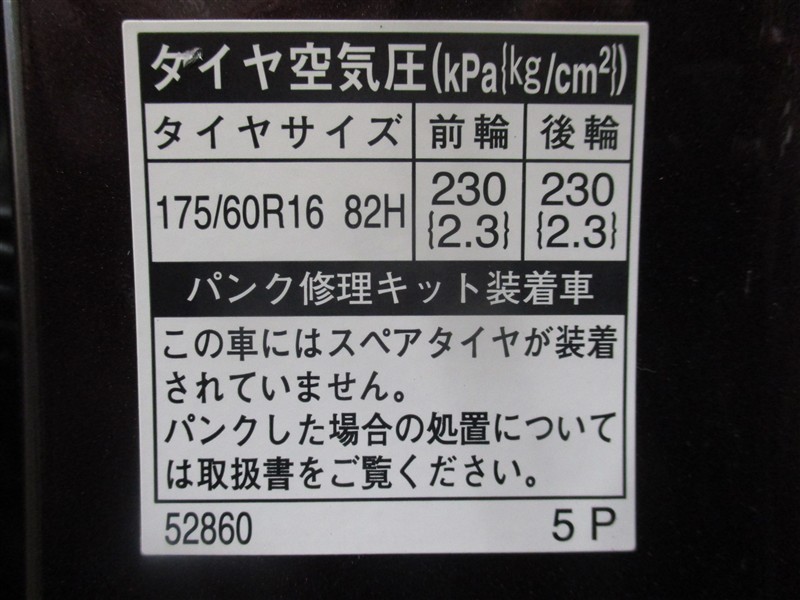 タイヤ空気圧(kPa{kg/cm²})
タイヤサイズ 前輪 後輪
175/60R16 82H 230 {2.3} 230 {2.3}
パンク修理キット装着車
この車にはスペアタイヤが装着
されていません。
パンクした場合の処置について
は取扱書をご覧ください。
52860 5P